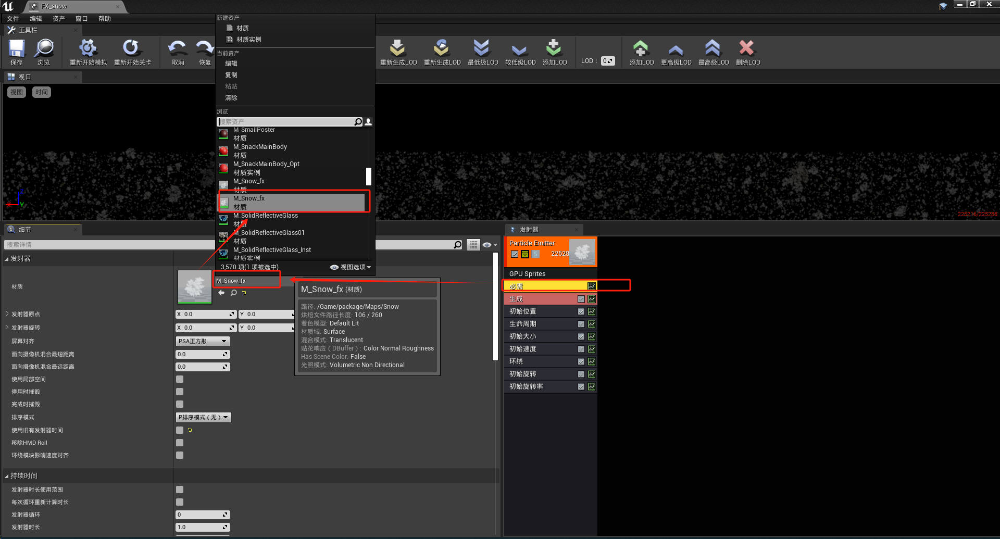 FX_snow
文件 编辑 资产 窗口 帮助
工具栏
保存 浏览 重新开始模拟 重新开始关卡 取消 恢复
重新生成LOD 重新生成LOD 最低级LOD 较低级LOD 添加LOD LOD： 0 添加LOD 更高级LOD 最高级LOD 删除LOD
新建资产
材质
材质实例
当前资产
编辑
复制
粘贴
清除
浏览
搜索资产
M_SmallPoster
材质
M_SnackMainBody
材质
M_SnackMainBody_Opt
材质实例
M_Snow_fx
材质
M_Snow_fx
材质
M_SolidReflectiveGlass
材质
M_SolidReflectiveGlass01
材质
M_SolidReflectiveGlass_Inst
材质实例
3,570 项(1 项被选中) 视图选项
视口
视图 时间
X Y
225216/225288
细节
搜索详情
发射器
材质 M_Snow_fx
发射器原点 X 0.0 Y 0.0
发射器旋转 X 0.0 Y 0.0
屏幕对齐 PSA正方形
面向摄像机混合最短距离 0.0
面向摄像机混合最远距离 0.0
使用局部空间
停用时摧毁
完成时摧毁
排序模式 P排序模式（无）
使用旧有发射器时间
移除HMD Roll
环绕模块影响速度对齐
持续时间
发射器时长使用范围
每次循环重新计算时长
发射器循环 0
发射器时长 1.0
M_Snow_fx (材质)
路径: /Game/package/Maps/Snow
烘焙文件路径长度: 106 / 260
着色模型: Default Lit
材质域: Surface
混合模式: Translucent
贴花响应（DBuffer）: Color Normal Roughness
Has Scene Color: False
光照模式: Volumetric Non Directional
发射器
Particle Emitter
S 22528
GPU Sprites
必需
生成
初始位置
生命周期
初始大小
初始速度
环绕
初始旋转
初始旋转率